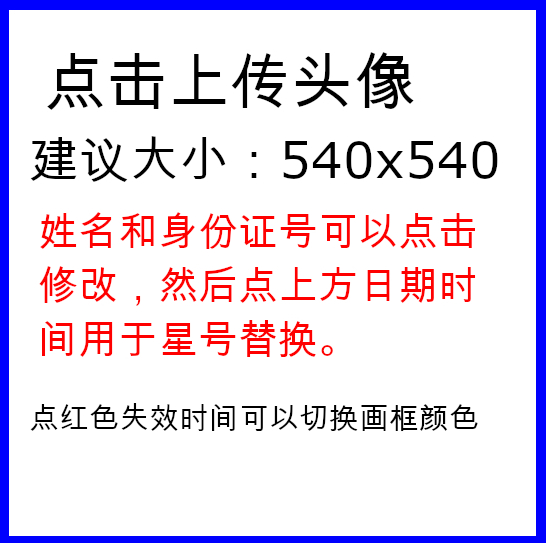 点击上传头像
建议大小：540x540
姓名和身份证号可以点击
修改，然后点上方日期时
间用于星号替换。
点红色失效时间可以切换画框颜色